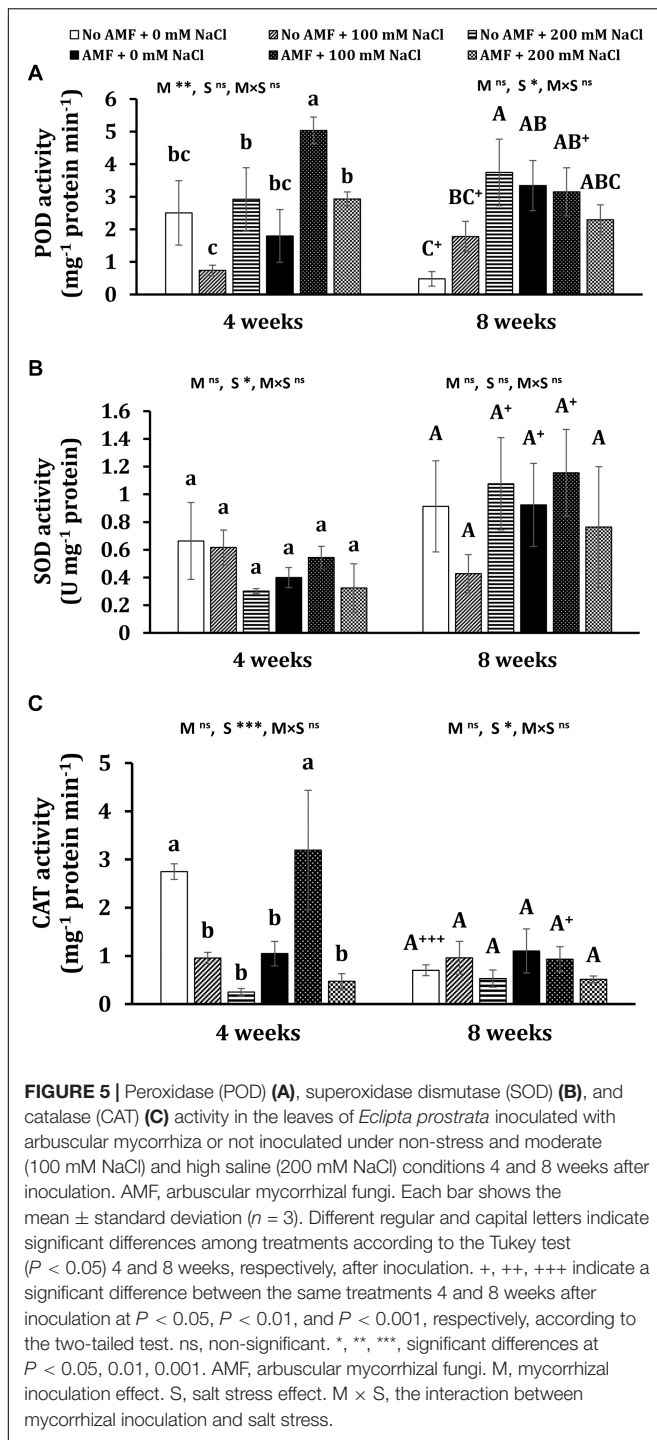 No AMF + 0 mM NaCl No AMF + 100 mM NaCl No AMF + 200 mM NaCl
AMF + 0 mM NaCl AMF + 100 mM NaCl AMF + 200 mM NaCl
A
M **, S ns, M×S ns
M ns, S *, M×S ns
POD activity
(mg-1 protein min-1)
6
5
4
3
2
1
0
bc c b bc a b
C+ BC+ A AB AB+ ABC
4 weeks 8 weeks
B
M ns, S *, M×S ns
M ns, S ns, M×S ns
SOD activity
(U mg-1 protein)
1.6
1.4
1.2
1
0.8
0.6
0.4
0.2
0
a a a a a a
A A A+ A+ A+ A
4 weeks 8 weeks
C
M ns, S ***, M×S ns
M ns, S *, M×S ns
CAT activity
(mg-1 protein min-1)
5
4
3
2
1
0
a b b b a b
A+++ A A A A+ A
4 weeks 8 weeks
FIGURE 5 | Peroxidase (POD) (A), superoxidase dismutase (SOD) (B), and
catalase (CAT) (C) activity in the leaves of Eclipta prostrata inoculated with
arbuscular mycorrhiza or not inoculated under non-stress and moderate
(100 mM NaCl) and high saline (200 mM NaCl) conditions 4 and 8 weeks after
inoculation. AMF, arbuscular mycorrhizal fungi. Each bar shows the
mean ± standard deviation (n = 3). Different regular and capital letters indicate
significant differences among treatments according to the Tukey test
(P < 0.05) 4 and 8 weeks, respectively, after inoculation. +, ++, +++ indicate a
significant difference between the same treatments 4 and 8 weeks after
inoculation at P < 0.05, P < 0.01, and P < 0.001, respectively, according to
the two-tailed test. ns, non-significant. *, **, ***, significant differences at
P < 0.05, 0.01, 0.001. AMF, arbuscular mycorrhizal fungi. M, mycorrhizal
inoculation effect. S, salt stress effect. M × S, the interaction between
mycorrhizal inoculation and salt stress.